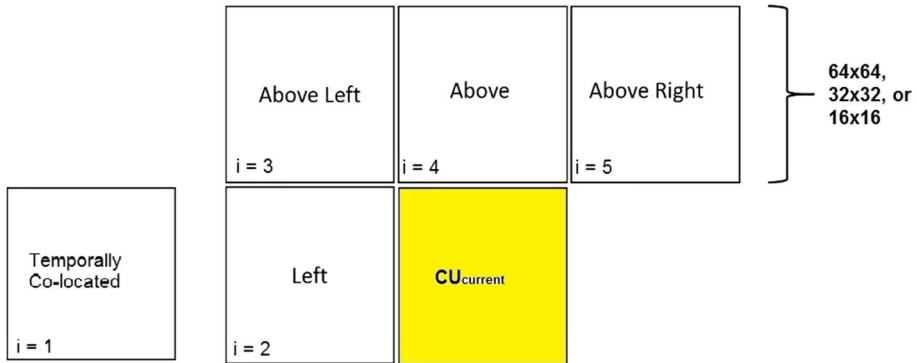 Above Left
i = 3
Above
i = 4
Above Right
i = 5
64x64,
32x32, or
16x16
Temporally
Co-located
i = 1
Left
i = 2
CUcurrent